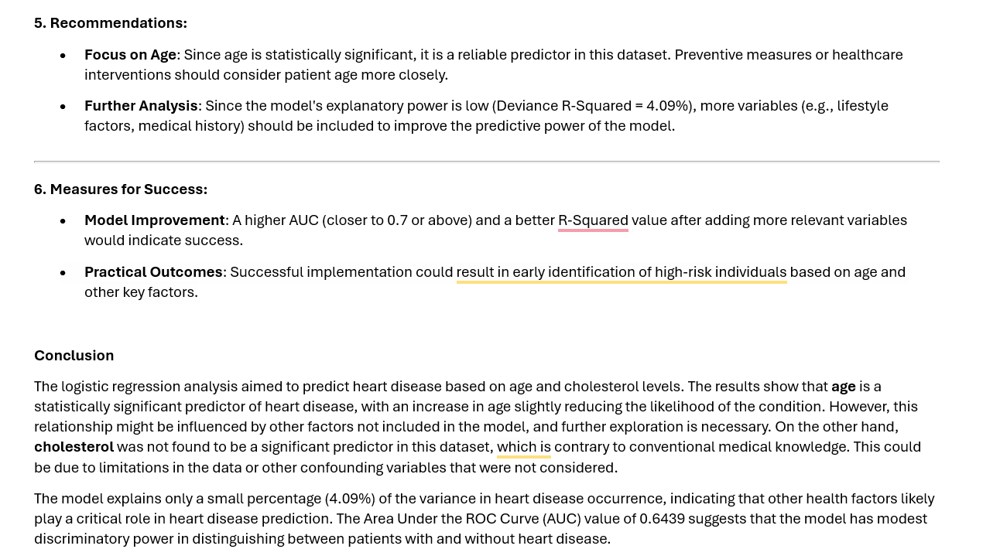 5. Recommendations:
• Focus on Age: Since age is statistically significant, it is a reliable predictor in this dataset. Preventive measures or healthcare
interventions should consider patient age more closely.
• Further Analysis: Since the model's explanatory power is low (Deviance R-Squared = 4.09%), more variables (e.g., lifestyle
factors, medical history) should be included to improve the predictive power of the model.
6. Measures for Success:
• Model Improvement: A higher AUC (closer to 0.7 or above) and a better R-Squared value after adding more relevant variables
would indicate success.
• Practical Outcomes: Successful implementation could result in early identification of high-risk individuals based on age and
other key factors.
Conclusion
The logistic regression analysis aimed to predict heart disease based on age and cholesterol levels. The results show that age is a
statistically significant predictor of heart disease, with an increase in age slightly reducing the likelihood of the condition. However, this
relationship might be influenced by other factors not included in the model, and further exploration is necessary. On the other hand,
cholesterol was not found to be a significant predictor in this dataset, which is contrary to conventional medical knowledge. This could
be due to limitations in the data or other confounding variables that were not considered.
The model explains only a small percentage (4.09%) of the variance in heart disease occurrence, indicating that other health factors likely
play a critical role in heart disease prediction. The Area Under the ROC Curve (AUC) value of 0.6439 suggests that the model has modest
discriminatory power in distinguishing between patients with and without heart disease.